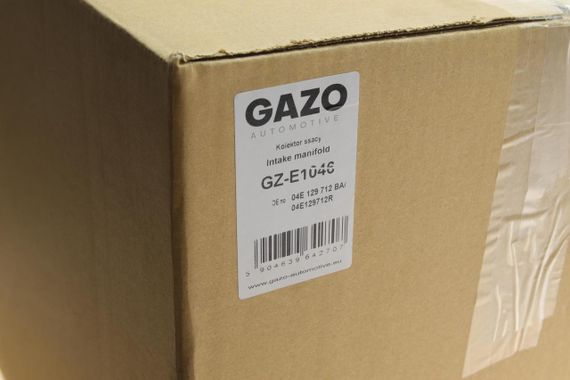 GAZO
AUTOMOTIVE
Kolektor ssacy
Intake manifold
GZ-E1046
OE no 04E 129 712 BA/
04E129712R
5 904639 642707
www.gazo-automotive.eu